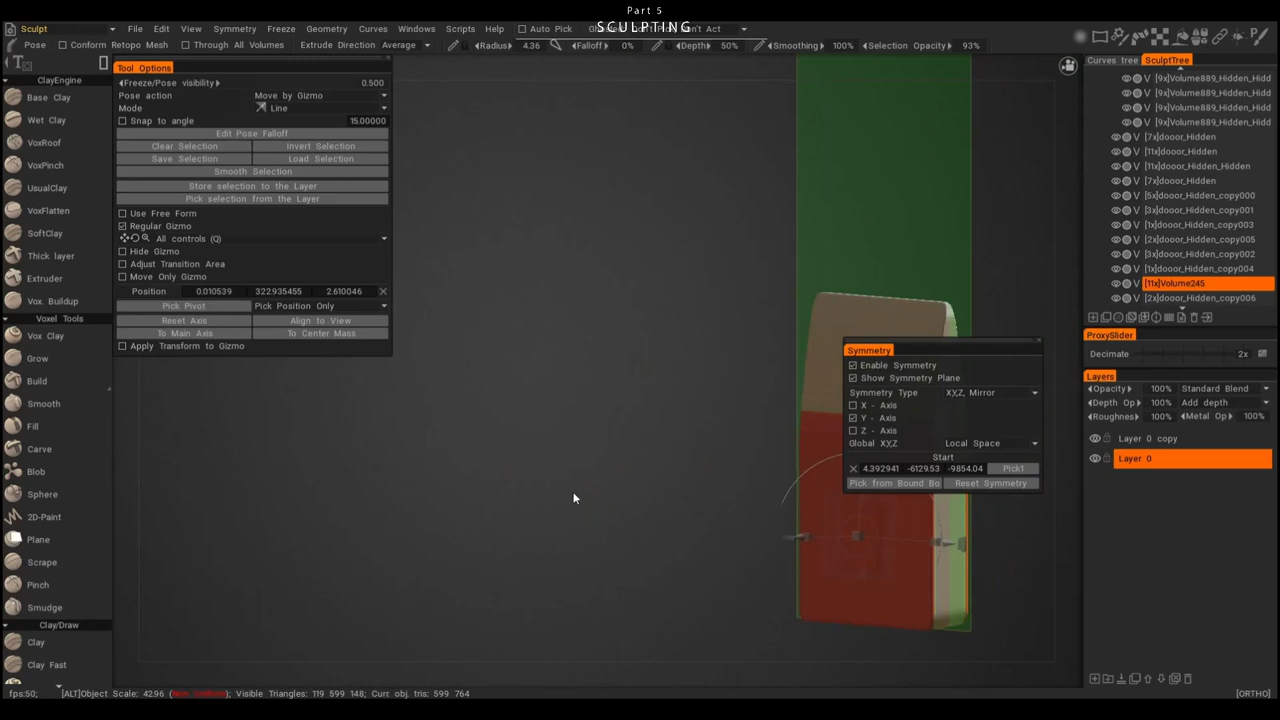 Part 5
SCULPTING
Sculpt File Edit View Symmetry Freeze Geometry Curves Windows Scripts Help Auto Pick n't Act
Pose Conform Retopo Mesh Through All Volumes Extrude Direction Average Radius 4.36 Falloff 0% Depth 50% Smoothing 100% Selection Opacity 93%
ClayEngine
Base Clay
Wet Clay
VoxRoof
VoxPinch
UsualClay
VoxFlatten
SoftClay
Thick layer
Extruder
Vox. Buildup
Voxel Tools
Vox Clay
Grow
Build
Smooth
Fill
Carve
Blob
Sphere
2D-Paint
Plane
Scrape
Pinch
Smudge
Clay/Draw
Clay
Clay Fast
Tool Options
Freeze/Pose visibility 0.500
Pose action Move by Gizmo
Mode Line
Snap to angle 15.00000
Edit Pose Falloff
Clear Selection Invert Selection
Save Selection Load Selection
Smooth Selection
Store selection to the Layer
Pick selection from the Layer
Use Free Form
Regular Gizmo
All controls (Q)
Hide Gizmo
Adjust Transition Area
Move Only Gizmo
Position 0.010539 322.935455 2.610046
Pick Pivot Pick Position Only
Reset Axis Align to View
To Main Axis To Center Mass
Apply Transform to Gizmo
Symmetry
Enable Symmetry
Show Symmetry Plane
Symmetry Type X,Y,Z, Mirror
X - Axis
Y - Axis
Z - Axis
Global XYZ Local Space
Start
4.392941 -6129.53 -9854.04 Pick1
Pick from Bound Bo Reset Symmetry
Curves tree SculptTree
V [9x]Volume889_Hidden_Hidd
V [9x]Volume889_Hidden_Hidd
V [9x]Volume889_Hidden_Hidd
V [9x]Volume889_Hidden_Hidd
V [7x]dooor_Hidden
V [11x]dooor_Hidden
V [11x]dooor_Hidden_Hidden
V [7x]dooor_Hidden
V [5x]dooor_Hidden_copy000
V [3x]dooor_Hidden_copy001
V [1x]dooor_Hidden_copy003
V [2x]dooor_Hidden_copy005
V [3x]dooor_Hidden_copy002
V [1x]dooor_Hidden_copy004
V [11x]Volume245
V [2x]dooor_Hidden_copy006
ProxySlider
Decimate 2x
Layers
Opacity 100% Standard Blend
Depth Op 100% Add depth
Roughness 100% Metal Op 100%
Layer 0 copy
Layer 0
fps:50; [ALT]Object Scale: 4296 (Non Uniform); Visible Triangles: 119 599 148; Curr. obj. tris: 599 764 [ORTHO]